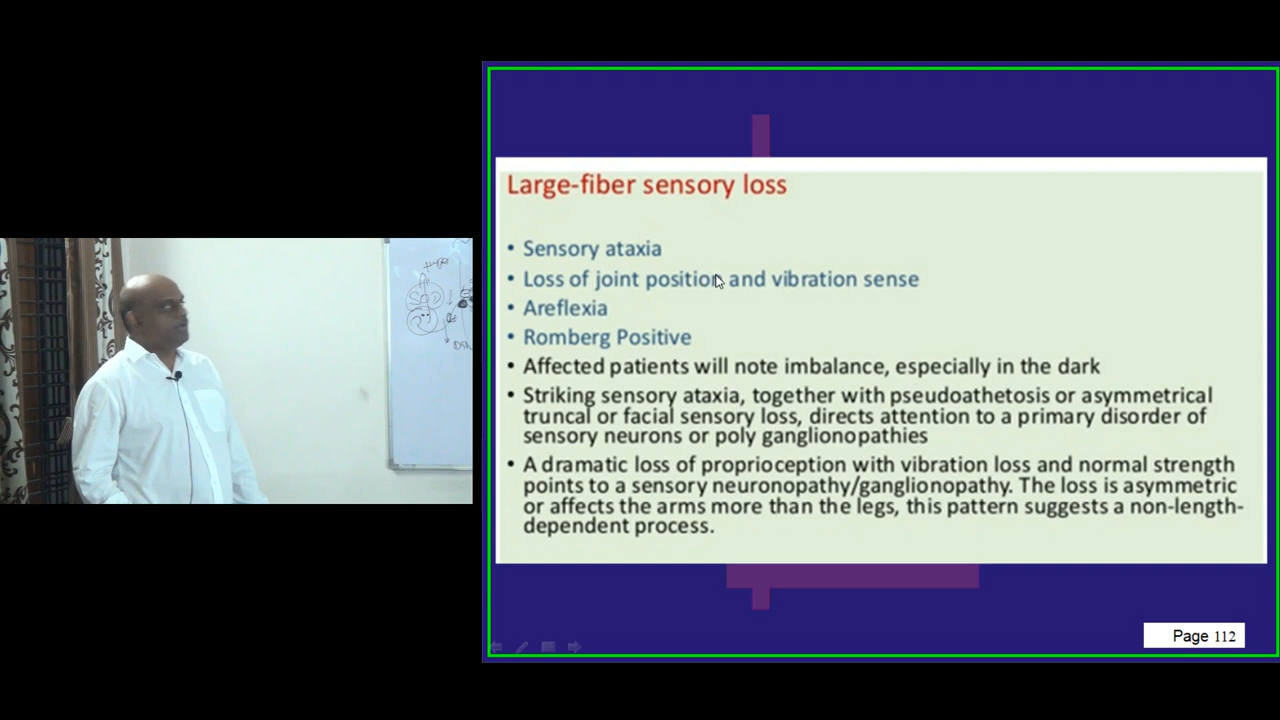 Large-fiber sensory loss
• Sensory ataxia
• Loss of joint position and vibration sense
• Areflexia
• Romberg Positive
• Affected patients will note imbalance, especially in the dark
• Striking sensory ataxia, together with pseudoathetosis or asymmetrical
truncal or facial sensory loss, directs attention to a primary disorder of
sensory neurons or poly ganglionopathies
• A dramatic loss of proprioception with vibration loss and normal strength
points to a sensory neuronopathy/ganglionopathy. The loss is asymmetric
or affects the arms more than the legs, this pattern suggests a non-length-
dependent process.
Page 112